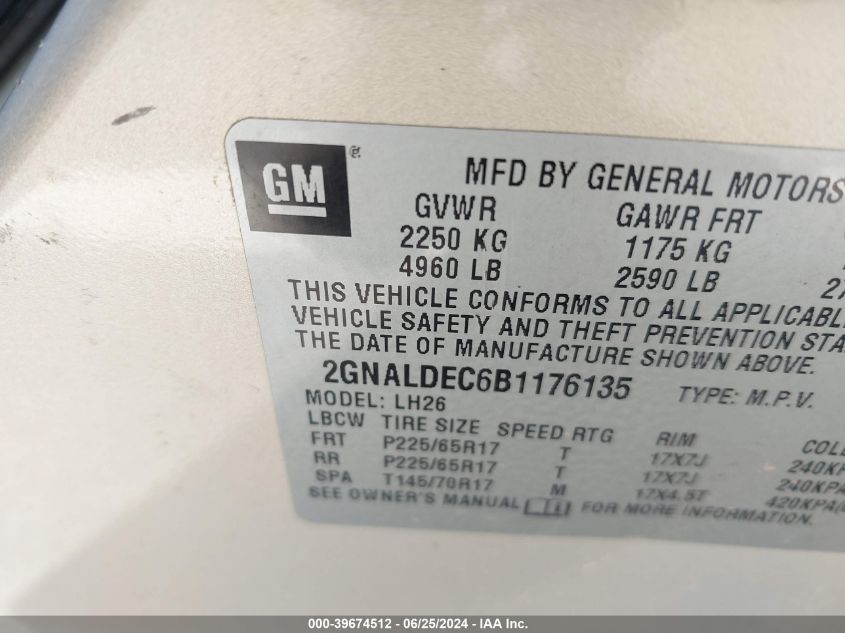 GM ®
MFD BY GENERAL MOTORS
GVWR GAWR FRT
2250 KG 1175 KG
4960 LB 2590 LB 27
THIS VEHICLE CONFORMS TO ALL APPLICABL
VEHICLE SAFETY AND THEFT PREVENTION STA
THE DATE OF MANUFACTURE SHOWN ABOVE.
2GNALDEC6B1176135 TYPE: M.P.V.
MODEL: LH26
LBCW TIRE SIZE SPEED RTG RIM COL
FRT P225/65R17 T 17X7J 240KP
RR P225/65R17 T 17X7J 240KPA
SPA T145/70R17 M 17X4.5T 420KPA(
SEE OWNER'S MANUAL FOR MORE INFORMATION.
000-39674512 - 06/25/2024 - IAA Inc.